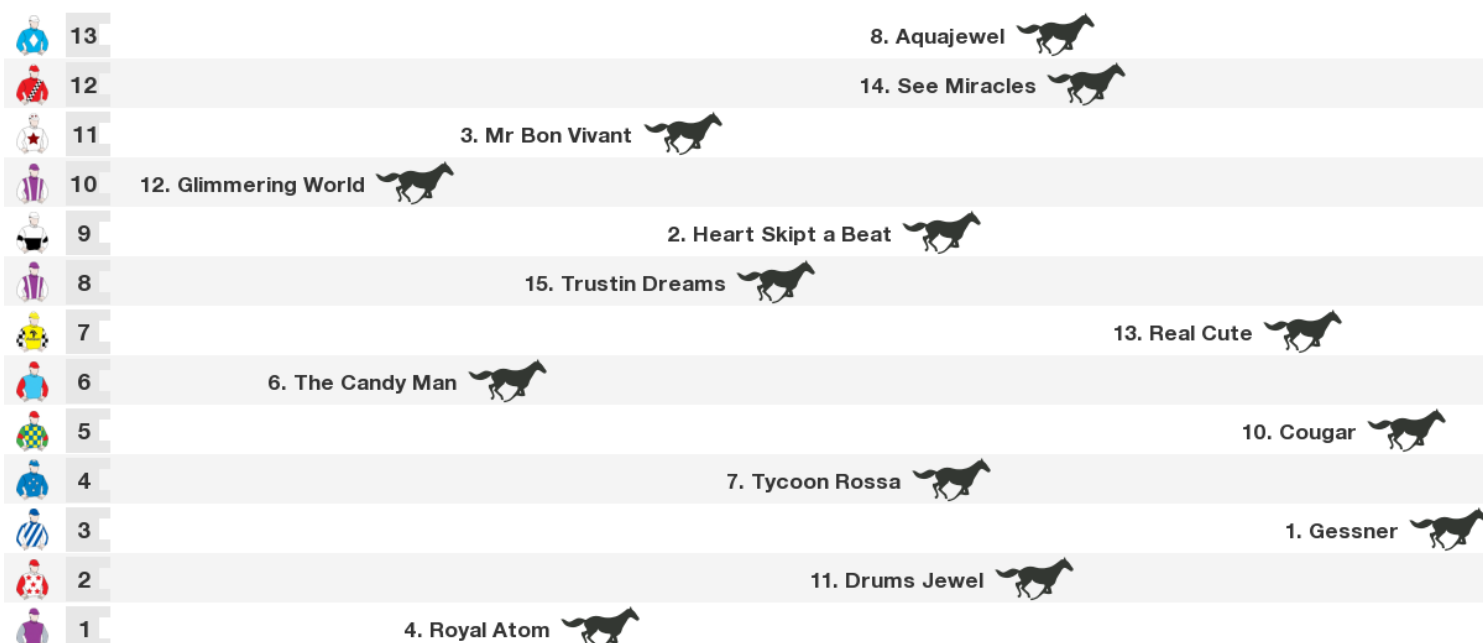 13 8. Aquajewel
12 14. See Miracles
11 3. Mr Bon Vivant
10 12. Glimmering World
9 2. Heart Skipt a Beat
8 15. Trustin Dreams
7 13. Real Cute
6 6. The Candy Man
5 10. Cougar
4 7. Tycoon Rossa
3 1. Gessner
2 11. Drums Jewel
1 4. Royal Atom